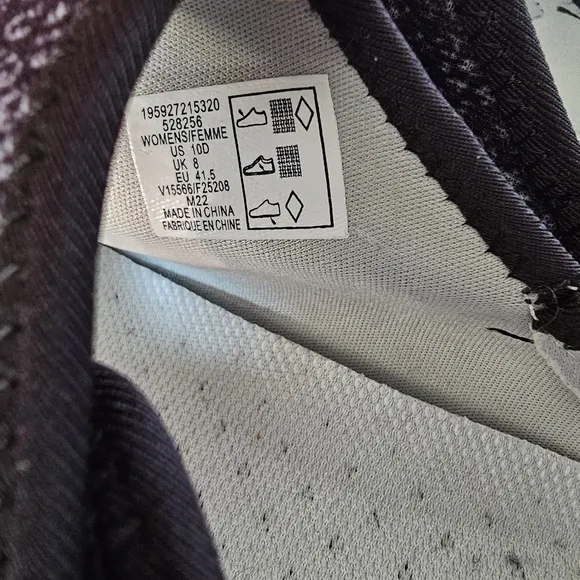 195927215320
528256
WOMENS/FEMME
US 10D
UK 8
EU 41.5
V15566/F25208
M22
MADE IN CHINA
FABRIQUE EN CHINE